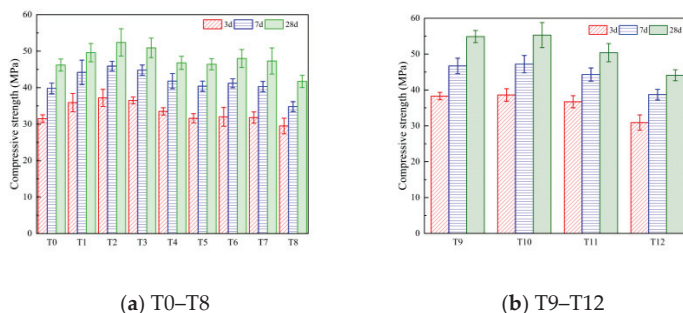 3d 7d 28d
Compressive strength (MPa)
60
50
40
30
20
10
0
T0 T1 T2 T3 T4 T5 T6 T7 T8
(a) T0–T8
3d 7d 28d
Compressive strength (MPa)
60
50
40
30
20
10
0
T9 T10 T11 T12
(b) T9–T12